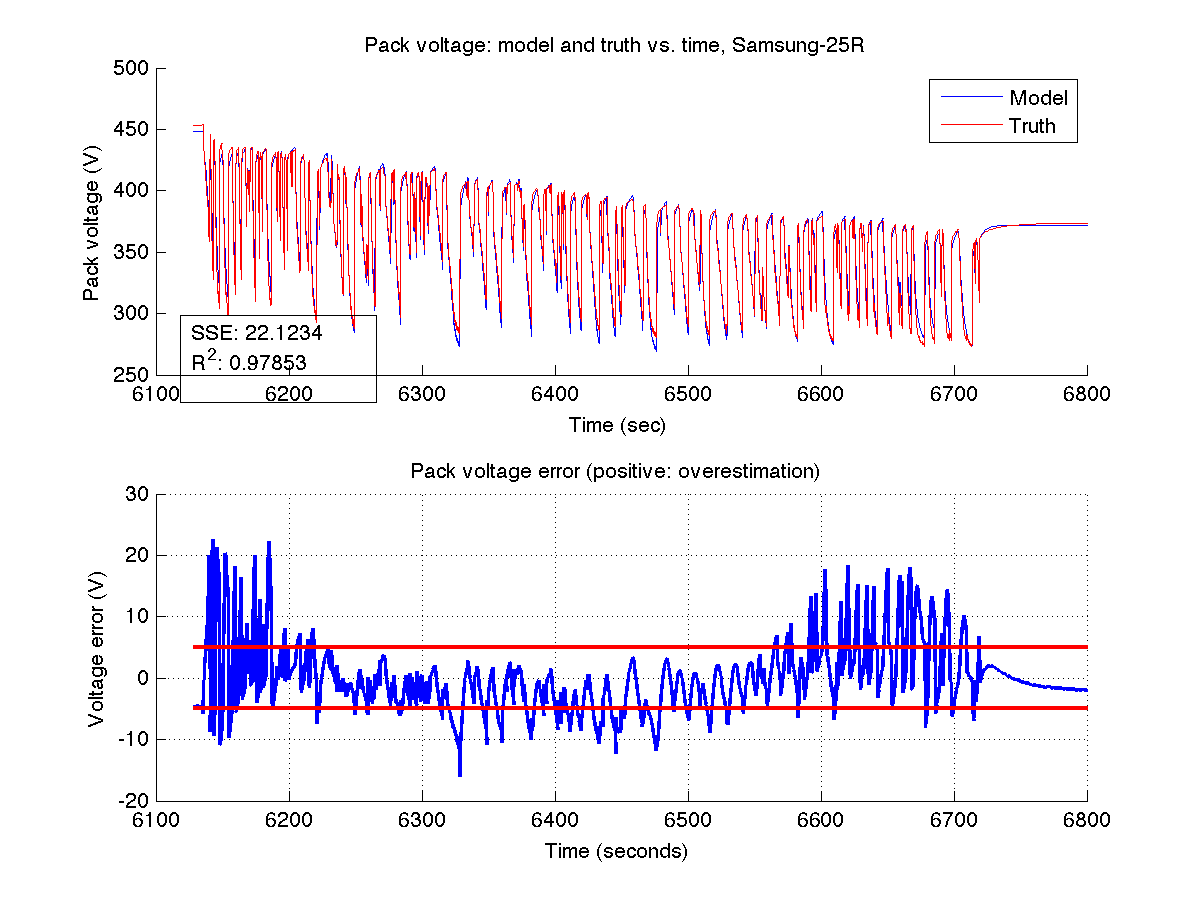 Pack voltage: model and truth vs. time, Samsung-25R
500
450
400
350
300
250
Pack voltage (V)
Model
Truth
SSE: 22.1234
R²: 0.97853
6100 6200 6300 6400 6500 6600 6700 6800
Time (sec)
Pack voltage error (positive: overestimation)
30
20
10
0
-10
-20
Voltage error (V)
6100 6200 6300 6400 6500 6600 6700 6800
Time (seconds)